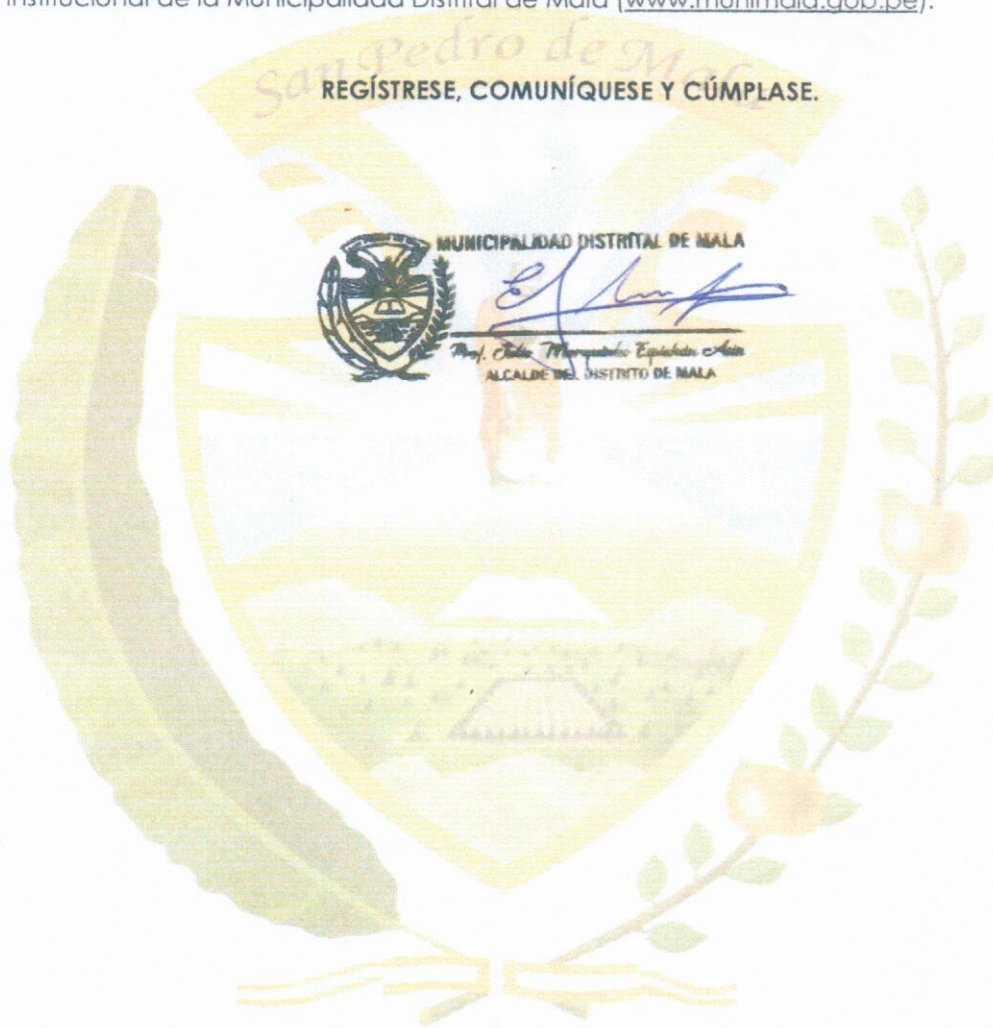 Institucional de la Municipalidad Distrital de Mala (www.munimala.gob.pe).
San Pedro de Mala
REGÍSTRESE, COMUNÍQUESE Y CÚMPLASE.
MUNICIPALIDAD DISTRITAL DE MALA
Prof.
ALCALDE DEL DISTRITO DE MALA